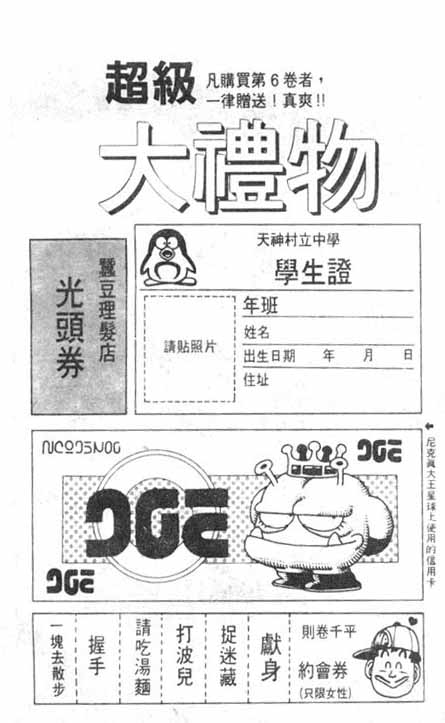 超級
凡購買第6卷者，
一律贈送！真爽!!
大禮物
蠶豆理髮店
光頭券
天神村立中學
學生證
請貼照片
年班
姓名
出生日期　年　月　日
住址
尼克真大王星球上使用的信用卡
則卷千平
約會券
(只限女性)
獻身
捉迷藏
打波兒
請吃湯麵
握手
一塊去散步